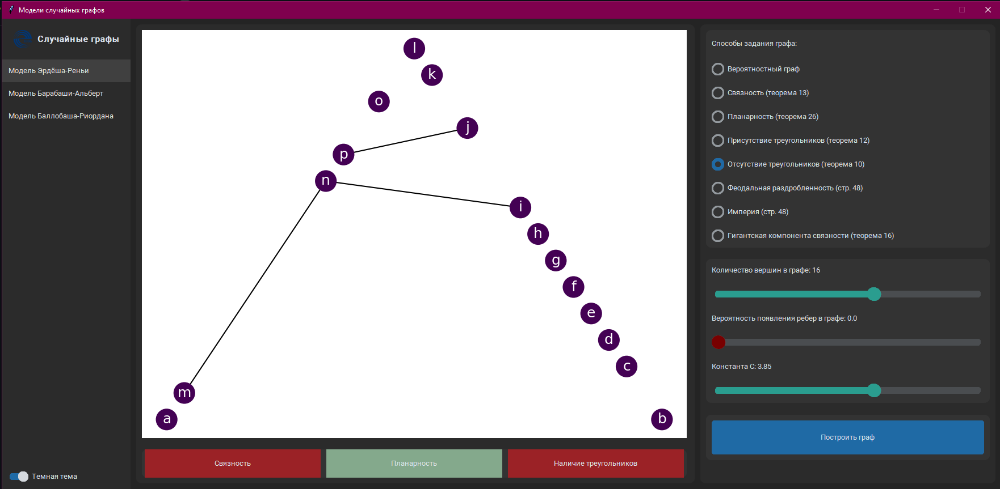 Модели случайных графов
Случайные графы
Модель Эрдёша-Реньи
Модель Барабаши-Альберт
Модель Баллобаша-Риордана
Темная тема
l
k
o
j
p
n
i
h
g
f
e
d
c
m
a
b
Связность
Планарность
Наличие треугольников
Способы задания графа:
Вероятностный граф
Связность (теорема 13)
Планарность (теорема 26)
Присутствие треугольников (теорема 12)
Отсутствие треугольников (теорема 10)
Феодальная раздробленность (стр. 48)
Империя (стр. 48)
Гигантская компонента связности (теорема 16)
Количество вершин в графе: 16
Вероятность появления ребер в графе: 0.0
Константа С: 3.85
Построить граф